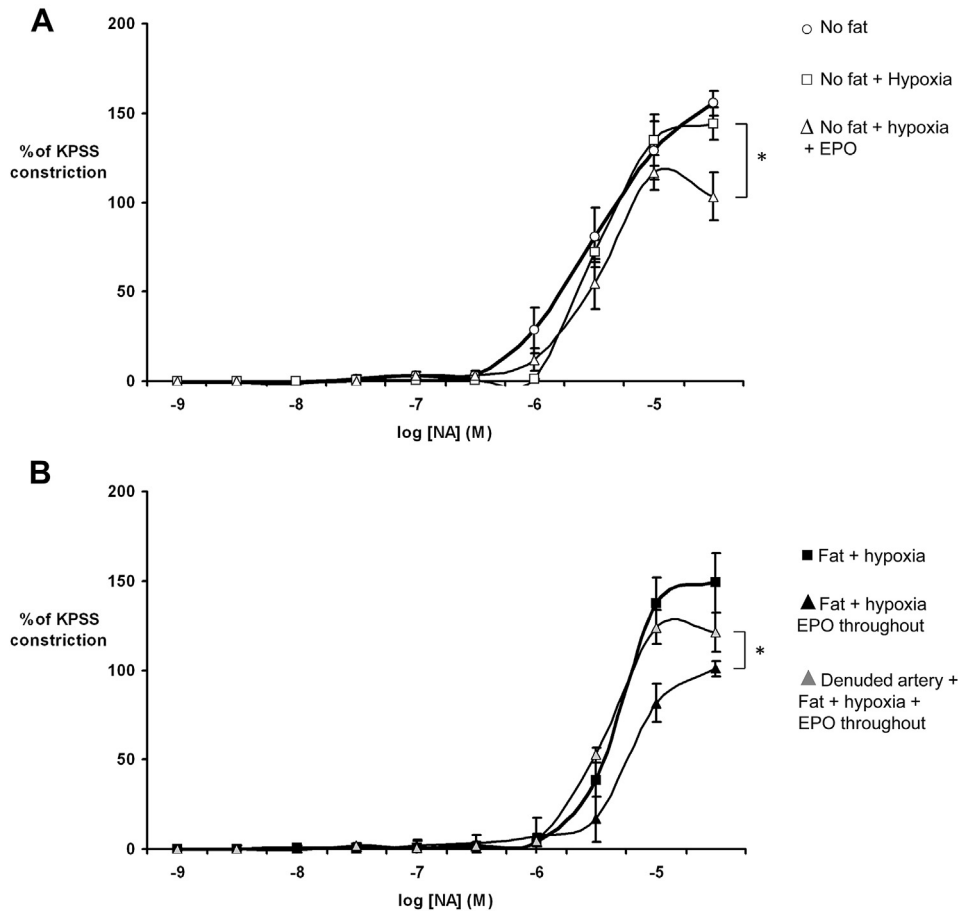 A
200
150
100
50
0
% of KPSS
constriction
-9 -8 -7 -6 -5
log [NA] (M)
No fat
No fat + Hypoxia
No fat + hypoxia
+ EPO
*
B
200
150
100
50
0
% of KPSS
constriction
-9 -8 -7 -6 -5
log [NA] (M)
Fat + hypoxia
Fat + hypoxia
EPO throughout
Denuded artery +
Fat + hypoxia +
EPO throughout
*